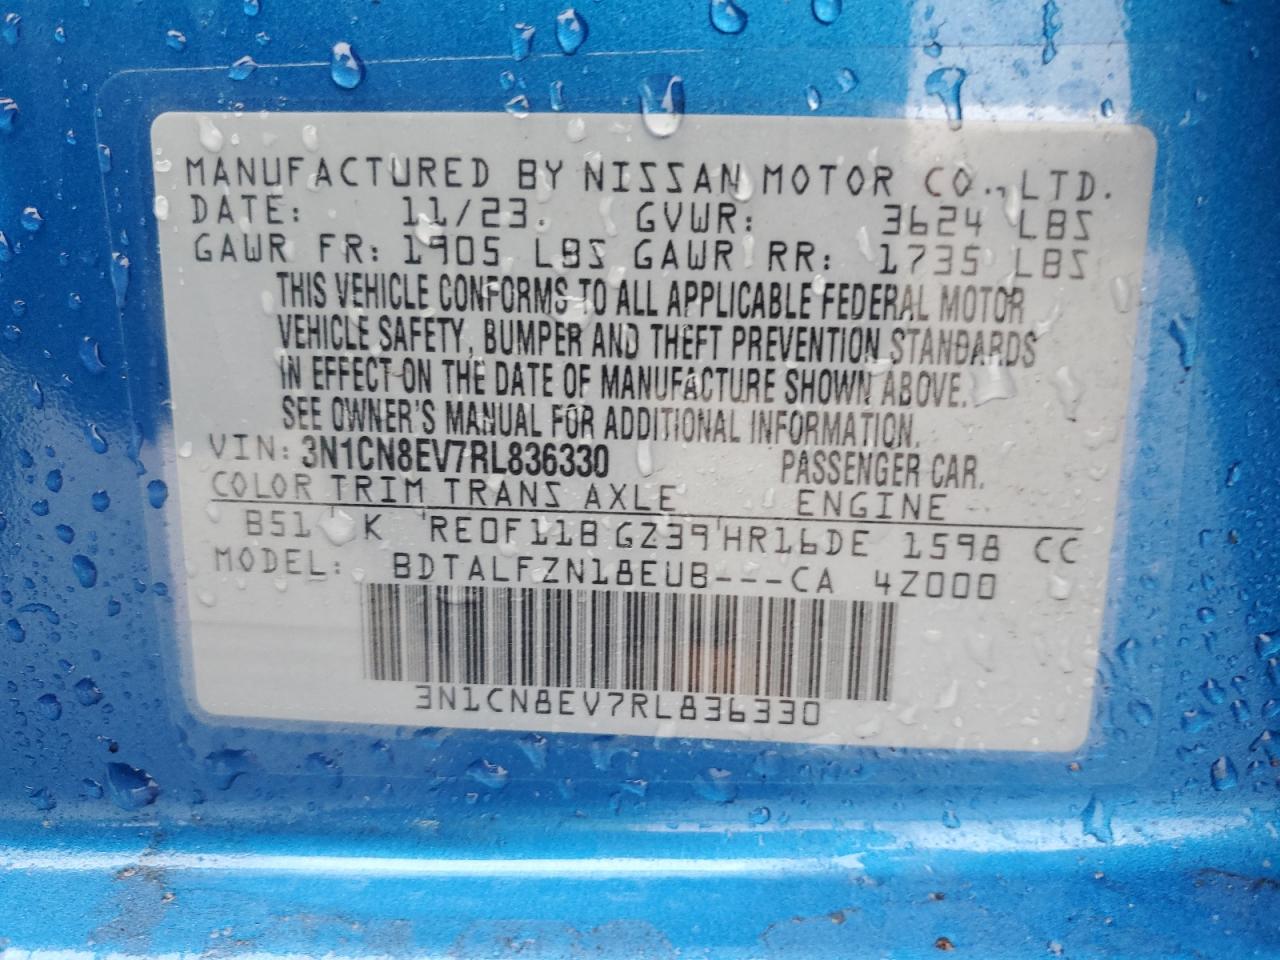 MANUFACTURED BY NISSAN MOTOR CO., LTD.
DATE: 11/23. GVWR: 3624 LBS
GAWR FR: 1905 LBS GAWR RR: 1735 LBS
THIS VEHICLE CONFORMS TO ALL APPLICABLE FEDERAL MOTOR
VEHICLE SAFETY, BUMPER AND THEFT PREVENTION STANDARDS
IN EFFECT ON THE DATE OF MANUFACTURE SHOWN ABOVE.
SEE OWNER'S MANUAL FOR ADDITIONAL INFORMATION.
VIN: 3N1CN8EV7RL836330 PASSENGER CAR.
COLOR TRIM TRANS AXLE ENGINE
B51 K RE0F11B GZ39 HR16DE 1598 CC
MODEL: BDTALFZN18EUB---CA 4Z000
3N1CN8EV7RL836330